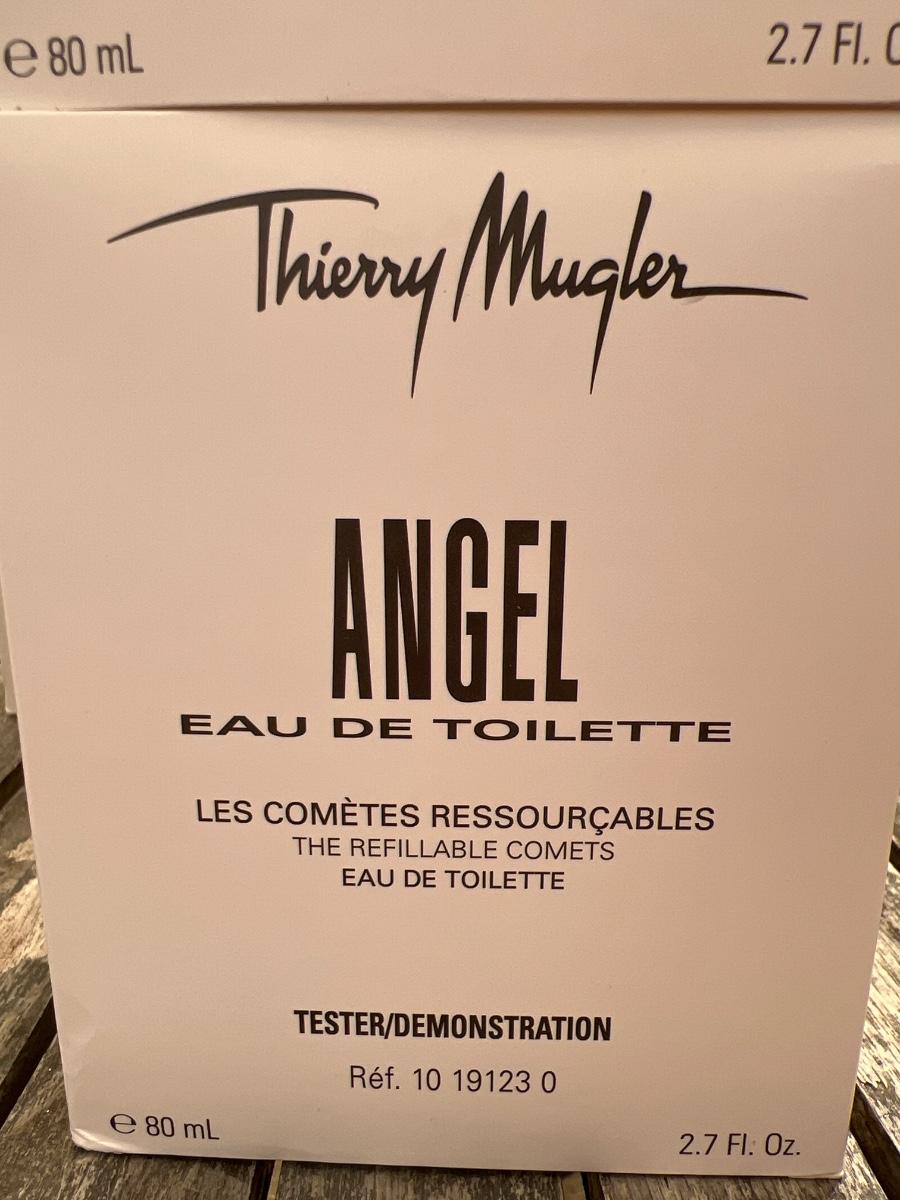 ℮ 80 mL 2.7 Fl.
Thierry Mugler
ANGEL
EAU DE TOILETTE
LES COMÈTES RESSOURÇABLES
THE REFILLABLE COMETS
EAU DE TOILETTE
TESTER/DEMONSTRATION
Réf. 10 19123 0
℮ 80 mL 2.7 Fl. Oz.